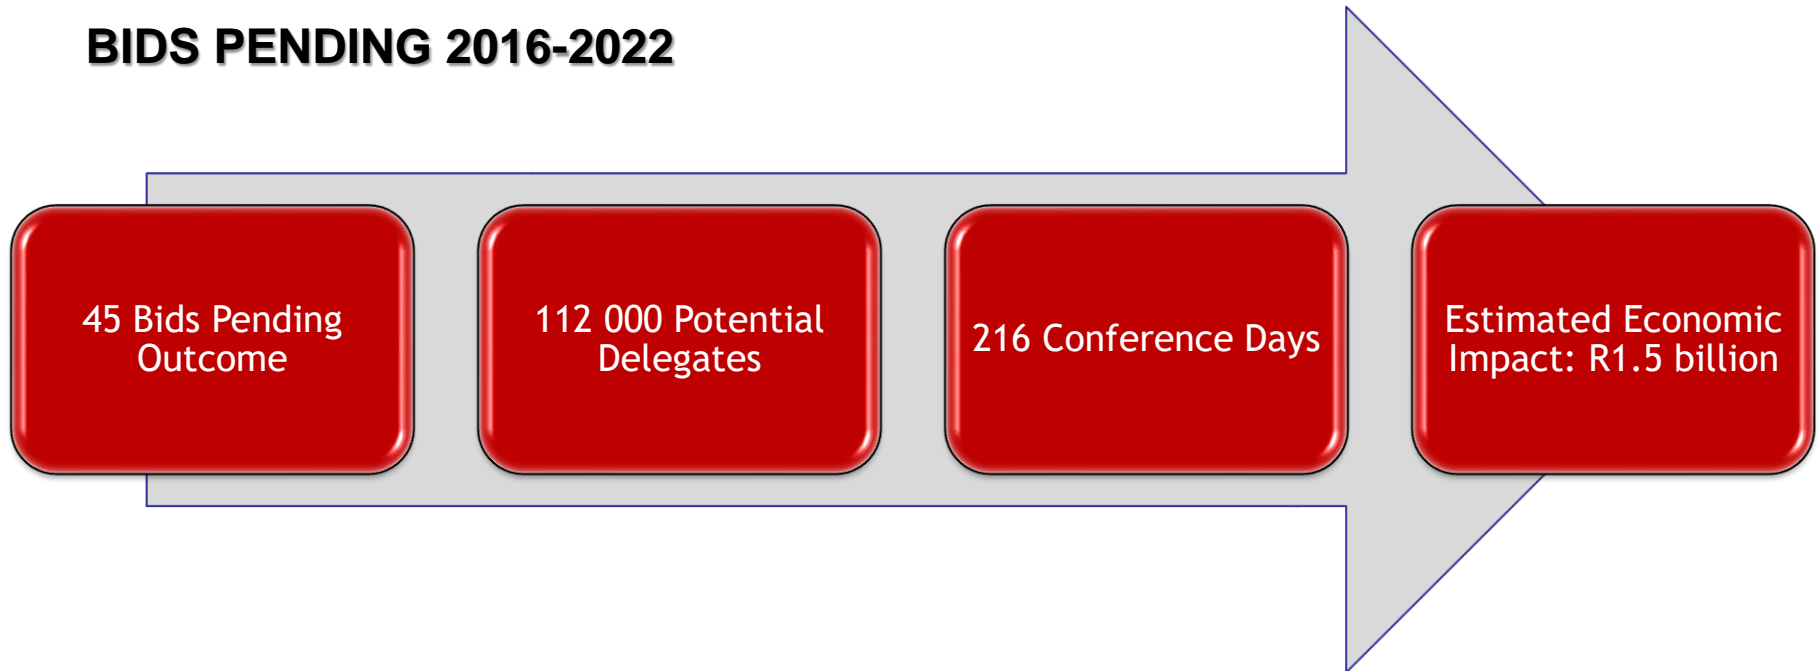 BIDS PENDING 2016-2022
45 Bids Pending
Outcome
112 000 Potential
Delegates
216 Conference Days
Estimated Economic
Impact: R1.5 billion